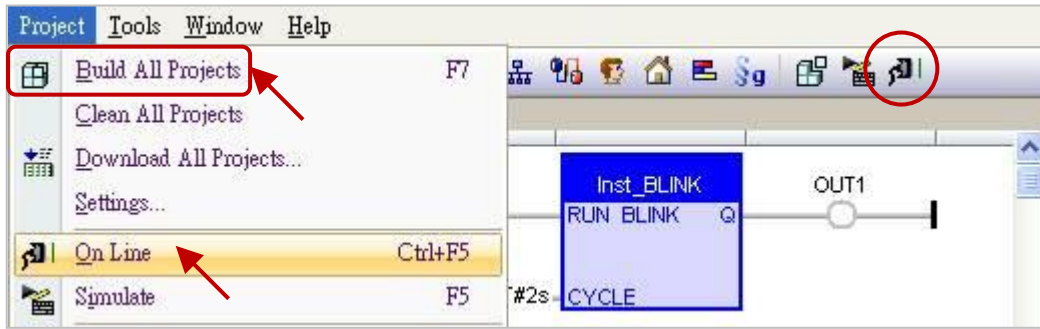 Project Tools Window Help
Build All Projects F7
Clean All Projects
Download All Projects...
Settings...
On Line Ctrl+F5
Simulate F5
§g
Inst_BLINK OUT1
RUN BLINK Q
T#2s CYCLE